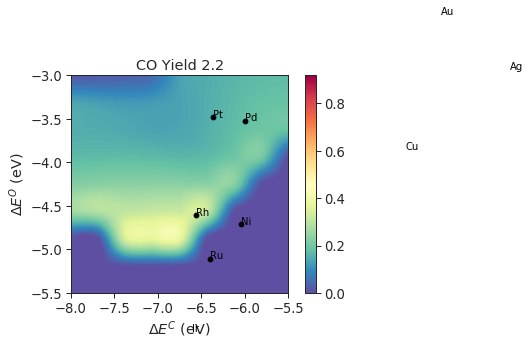 Au
Ag
CO Yield 2.2
−3.0
−3.5
−4.0
−4.5
−5.0
−5.5
ΔE^O (eV)
Pt
Pd
Cu
Rh
Ni
Ru
0.8
0.6
0.4
0.2
0.0
−8.0 −7.5 −7.0 −6.5 −6.0 −5.5
ΔE^C (eV)
Ir